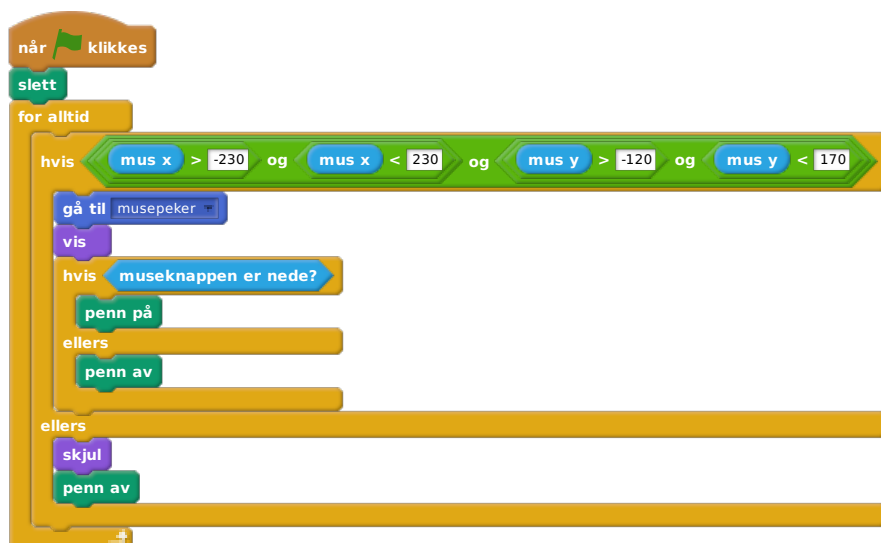 når klikkes
slett
for alltid
hvis mus x > -230 og mus x < 230 og mus y > -120 og mus y < 170
gå til musepeker
vis
hvis museknappen er nede?
penn på
ellers
penn av
ellers
skjul
penn av